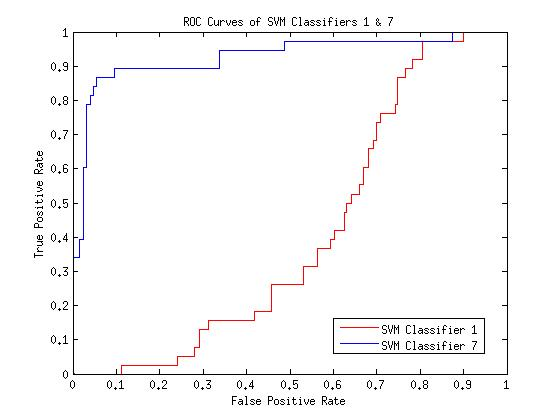 ROC Curves of SVM Classifiers 1 & 7
1
0.9
0.8
0.7
0.6
0.5
0.4
0.3
0.2
0.1
0
True Positive Rate
SVM Classifier 1
SVM Classifier 7
0 0.1 0.2 0.3 0.4 0.5 0.6 0.7 0.8 0.9 1
False Positive Rate